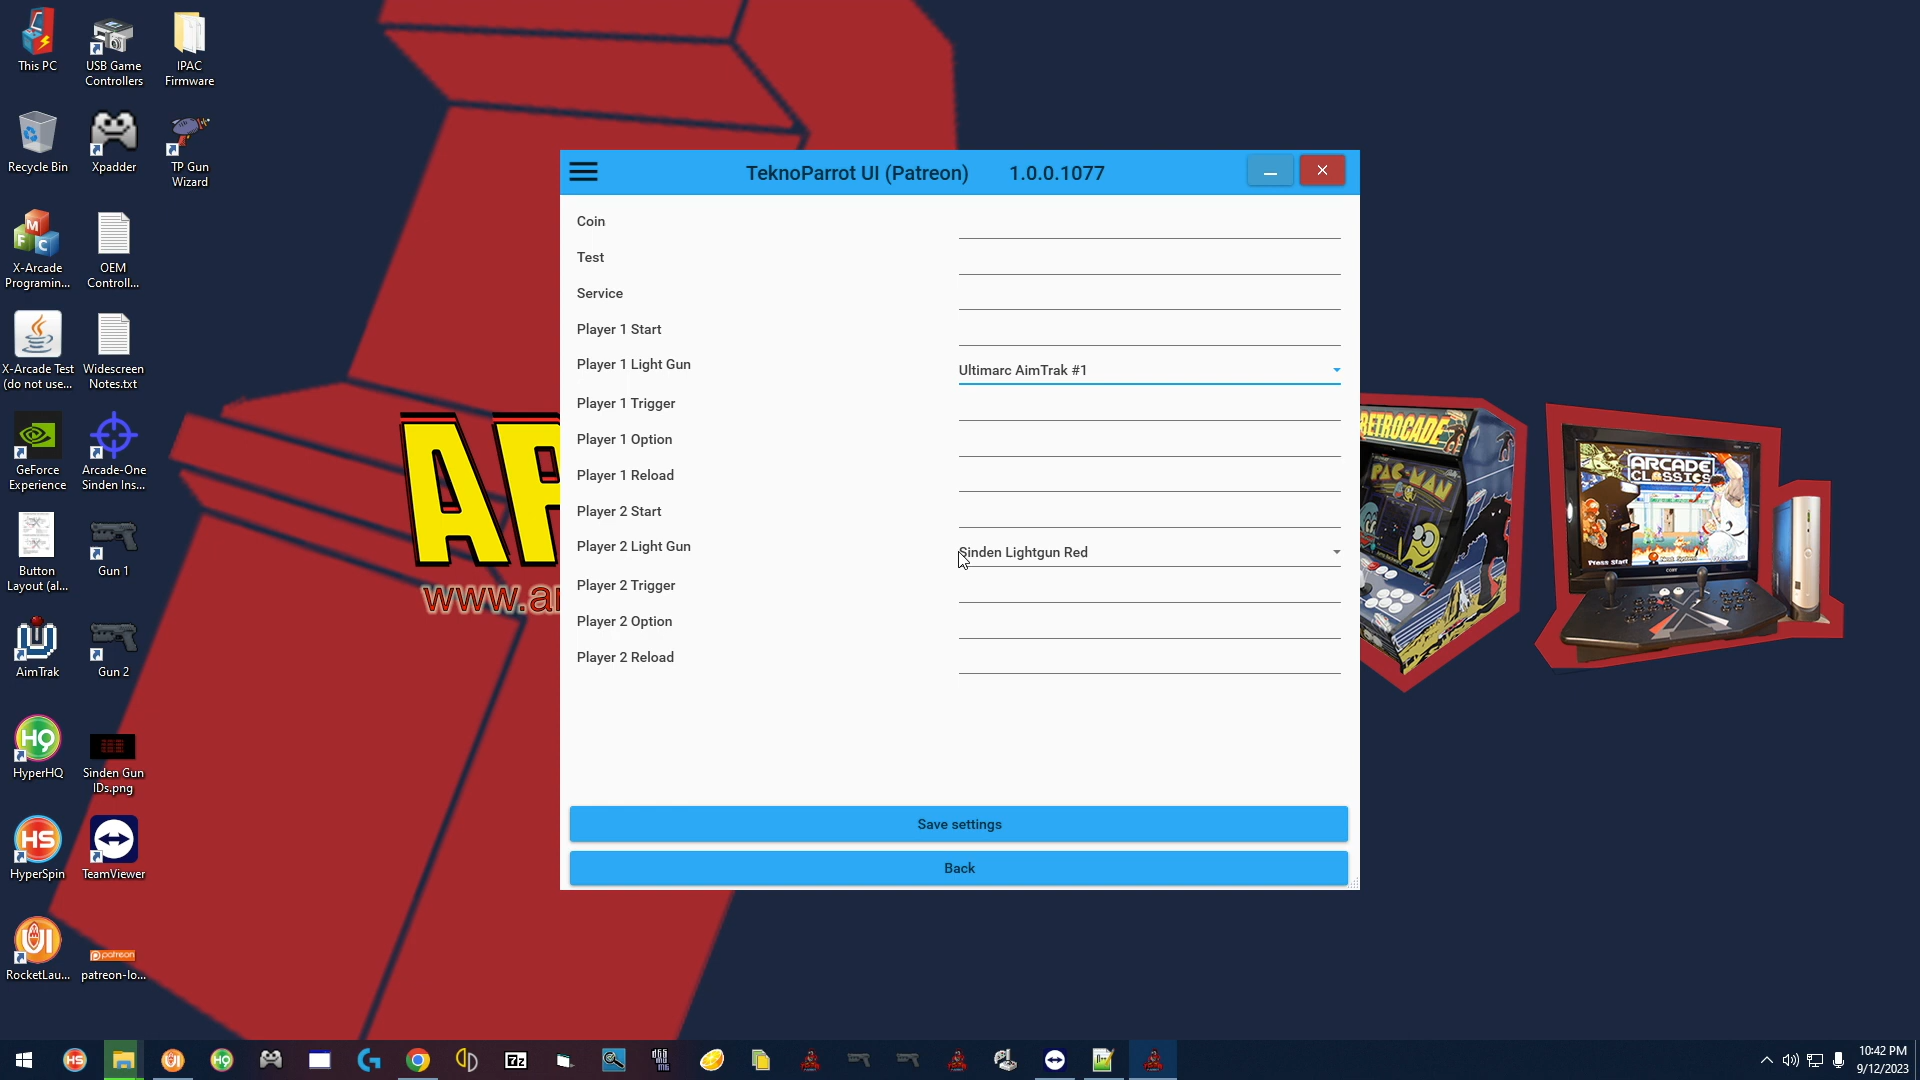 This PC
USB Game
Controllers
IPAC
Firmware
Recycle Bin
Xpadder
TP Gun
Wizard
X-Arcade
Programin...
OEM
Controll...
X-Arcade Test
(do not use...
Widescreen
Notes.txt
GeForce
Experience
Arcade-One
Sinden Ins...
Button
Layout (al...
Gun 1
AimTrak
Gun 2
HyperHQ
Sinden Gun
IDs.png
HyperSpin
TeamViewer
RocketLau...
patreon-lo...
TeknoParrot UI (Patreon) 1.0.0.1077
Coin
Test
Service
Player 1 Start
Player 1 Light Gun
Ultimarc AimTrak #1
Player 1 Trigger
Player 1 Option
Player 1 Reload
Player 2 Start
Player 2 Light Gun
Sinden Lightgun Red
Player 2 Trigger
Player 2 Option
Player 2 Reload
Save settings
Back
www.ar
RETROCADE
PAC-MAN
ARCADE
CLASSICS
Press Start
10:42 PM
9/12/2023